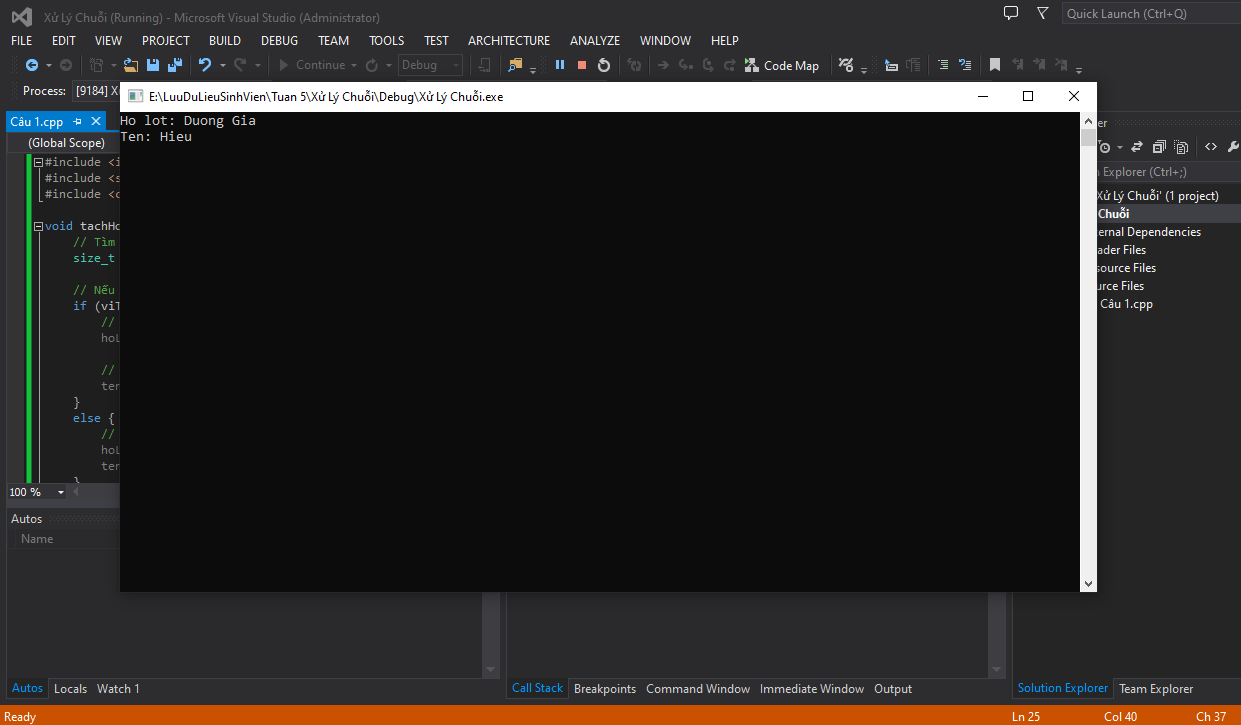 Xử Lý Chuỗi (Running) - Microsoft Visual Studio (Administrator)
Quick Launch (Ctrl+Q)
FILE EDIT VIEW PROJECT BUILD DEBUG TEAM TOOLS TEST ARCHITECTURE ANALYZE WINDOW HELP
Continue Debug Code Map
Process: [9184] X
E:\LuuDuLieuSinhVien\Tuan 5\Xử Lý Chuỗi\Debug\Xử Lý Chuỗi.exe
Ho lot: Duong Gia
Ten: Hieu
Câu 1.cpp
(Global Scope)
#include <i
#include <s
#include <c
void tachHo
// Tìm
size_t
// Nếu
if (viT
//
hoL
//
ten
}
else {
//
hoL
ten
}
100 %
er
Explorer (Ctrl+;)
Xử Lý Chuỗi' (1 project)
Chuỗi
ernal Dependencies
ader Files
source Files
urce Files
Câu 1.cpp
Autos
Name
Autos Locals Watch 1
Call Stack Breakpoints Command Window Immediate Window Output
Solution Explorer Team Explorer
Ready Ln 25 Col 40 Ch 37